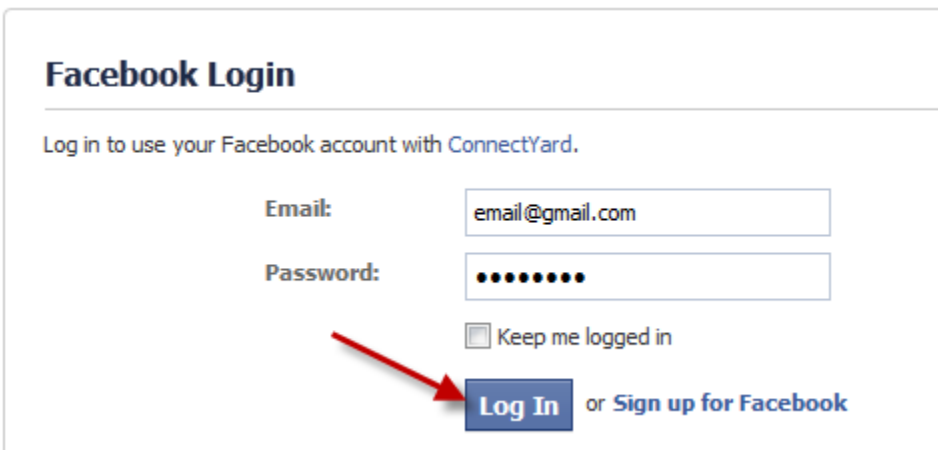 Facebook Login
Log in to use your Facebook account with ConnectYard.
Email: email@gmail.com
Password: ••••••••
Keep me logged in
Log In or Sign up for Facebook